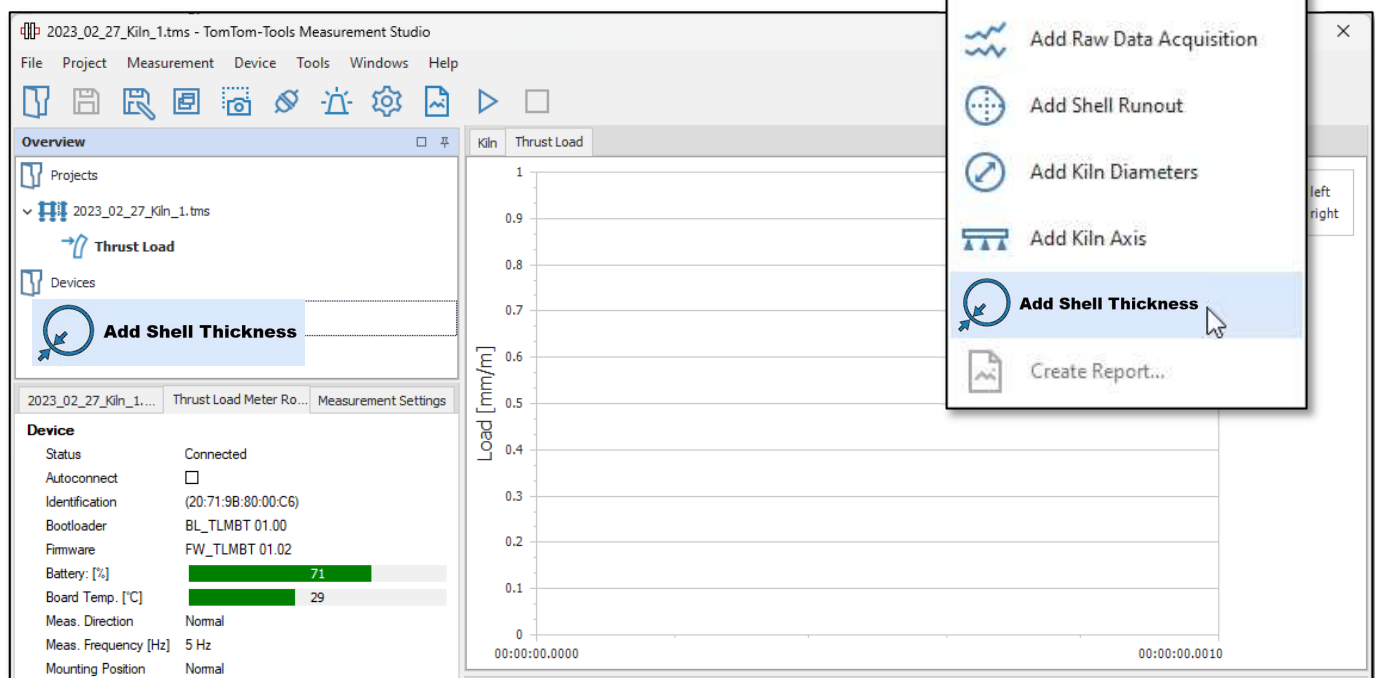 2023_02_27_Kiln_1.tms - TomTom-Tools Measurement Studio
File Project Measurement Device Tools Windows Help
Overview
Projects
2023_02_27_Kiln_1.tms
Thrust Load
Devices
Add Shell Thickness
2023_02_27_Kiln_1.... Thrust Load Meter Ro... Measurement Settings
Device
Status Connected
Autoconnect
Identification (20:71:9B:80:00:C6)
Bootloader BL_TLMBT 01.00
Firmware FW_TLMBT 01.02
Battery: [%] 71
Board Temp. [°C] 29
Meas. Direction Normal
Meas. Frequency [Hz] 5 Hz
Mounting Position Normal
Kiln Thrust Load
Load [mm/m]
1
0.9
0.8
0.7
0.6
0.5
0.4
0.3
0.2
0.1
0
00:00:00.0000 00:00:00.0010
left
right
Add Raw Data Acquisition
Add Shell Runout
Add Kiln Diameters
Add Kiln Axis
Add Shell Thickness
Create Report...